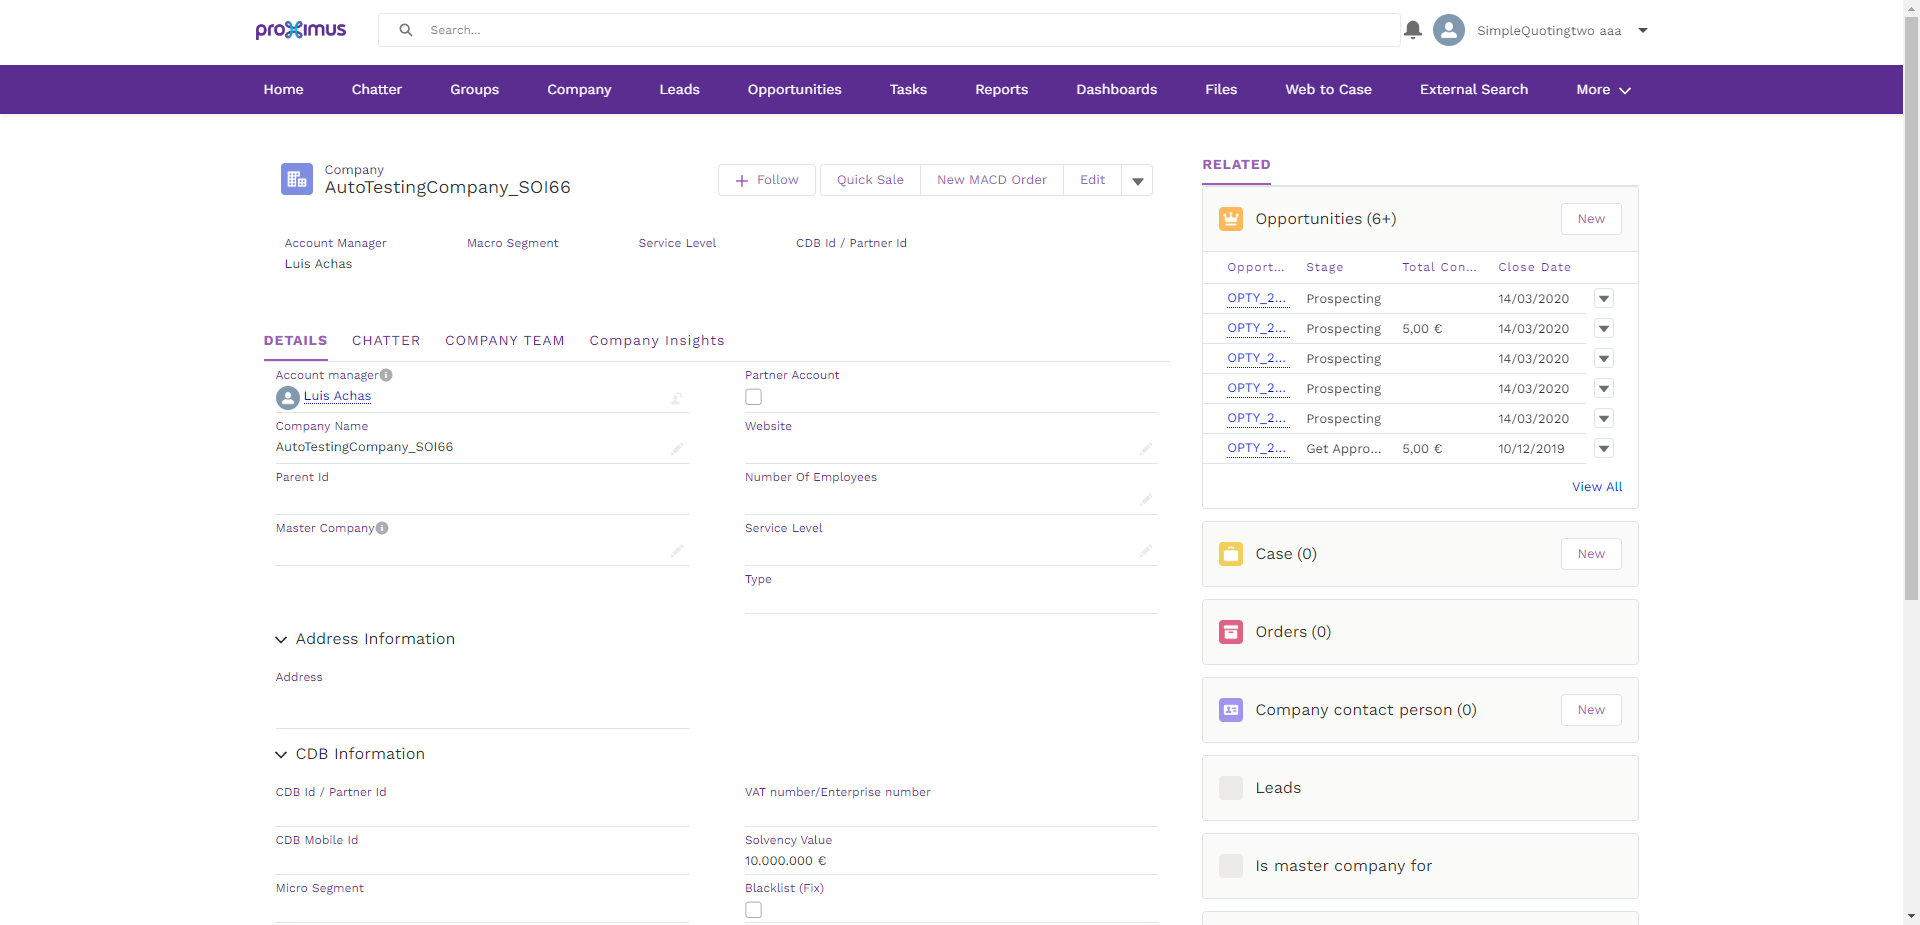 proximus
Search...
SimpleQuotingtwo aaa
Home Chatter Groups Company Leads Opportunities Tasks Reports Dashboards Files Web to Case External Search More
Company
AutoTestingCompany_SOI66
Follow Quick Sale New MACD Order Edit
Account Manager Macro Segment Service Level CDB Id / Partner Id
Luis Achas
DETAILS CHATTER COMPANY TEAM Company Insights
Account manager
Luis Achas
Partner Account
Company Name
AutoTestingCompany_SOI66
Website
Parent Id
Number Of Employees
Master Company
Service Level
Type
Address Information
Address
CDB Information
CDB Id / Partner Id
VAT number/Enterprise number
CDB Mobile Id
Solvency Value
10.000.000 €
Micro Segment
Blacklist (Fix)
RELATED
Opportunities (6+)
New
Opport... Stage Total Con... Close Date
OPTY_2... Prospecting 14/03/2020
OPTY_2... Prospecting 5,00 € 14/03/2020
OPTY_2... Prospecting 14/03/2020
OPTY_2... Prospecting 14/03/2020
OPTY_2... Prospecting 14/03/2020
OPTY_2... Get Appro... 5,00 € 10/12/2019
View All
Case (0)
New
Orders (0)
Company contact person (0)
New
Leads
Is master company for